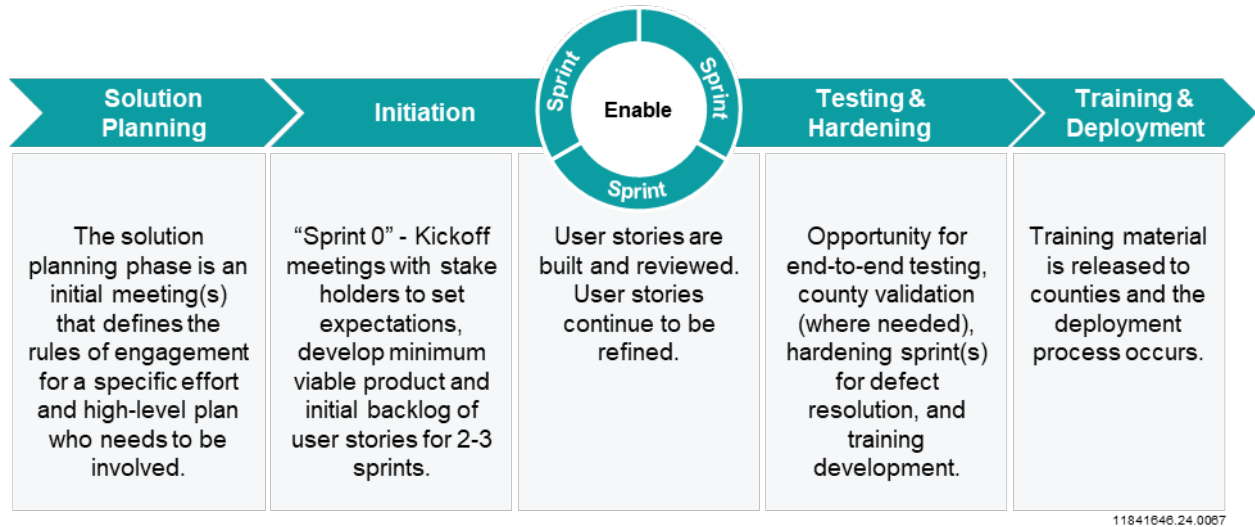 Solution
Planning
Initiation
Sprint
Sprint
Sprint
Enable
Testing &
Hardening
Training &
Deployment
The solution
planning phase is an
initial meeting(s)
that defines the
rules of engagement
for a specific effort
and high-level plan
who needs to be
involved.
“Sprint 0” - Kickoff
meetings with stake
holders to set
expectations,
develop minimum
viable product and
initial backlog of
user stories for 2-3
sprints.
User stories are
built and reviewed.
User stories
continue to be
refined.
Opportunity for
end-to-end testing,
county validation
(where needed),
hardening sprint(s)
for defect
resolution, and
training
development.
Training material
is released to
counties and the
deployment
process occurs.
11841646.24.0067